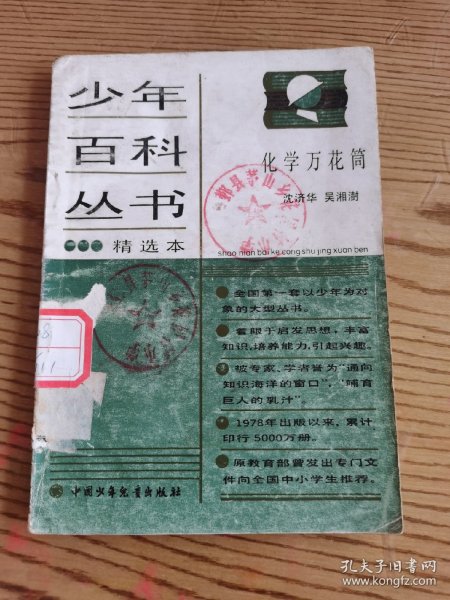 少年
百科
丛书
精选本
化学万花筒
沈济华 吴湘澍
shao nian bai ke cong shu jing xuan ben
全国第一套以少年为对
象的大型丛书。
着眼于启发思想，丰富
知识，培养能力，引起兴趣。
被专家、学者誉为“通向
知识海洋的窗口”，“哺育
巨人的乳汁”。
1978年出版以来，累计
印行5000万册。
原教育部曾发出专门文
件向全国中小学生推荐。
中国少年儿童出版社
孔夫子旧书网
www.kongfz.com